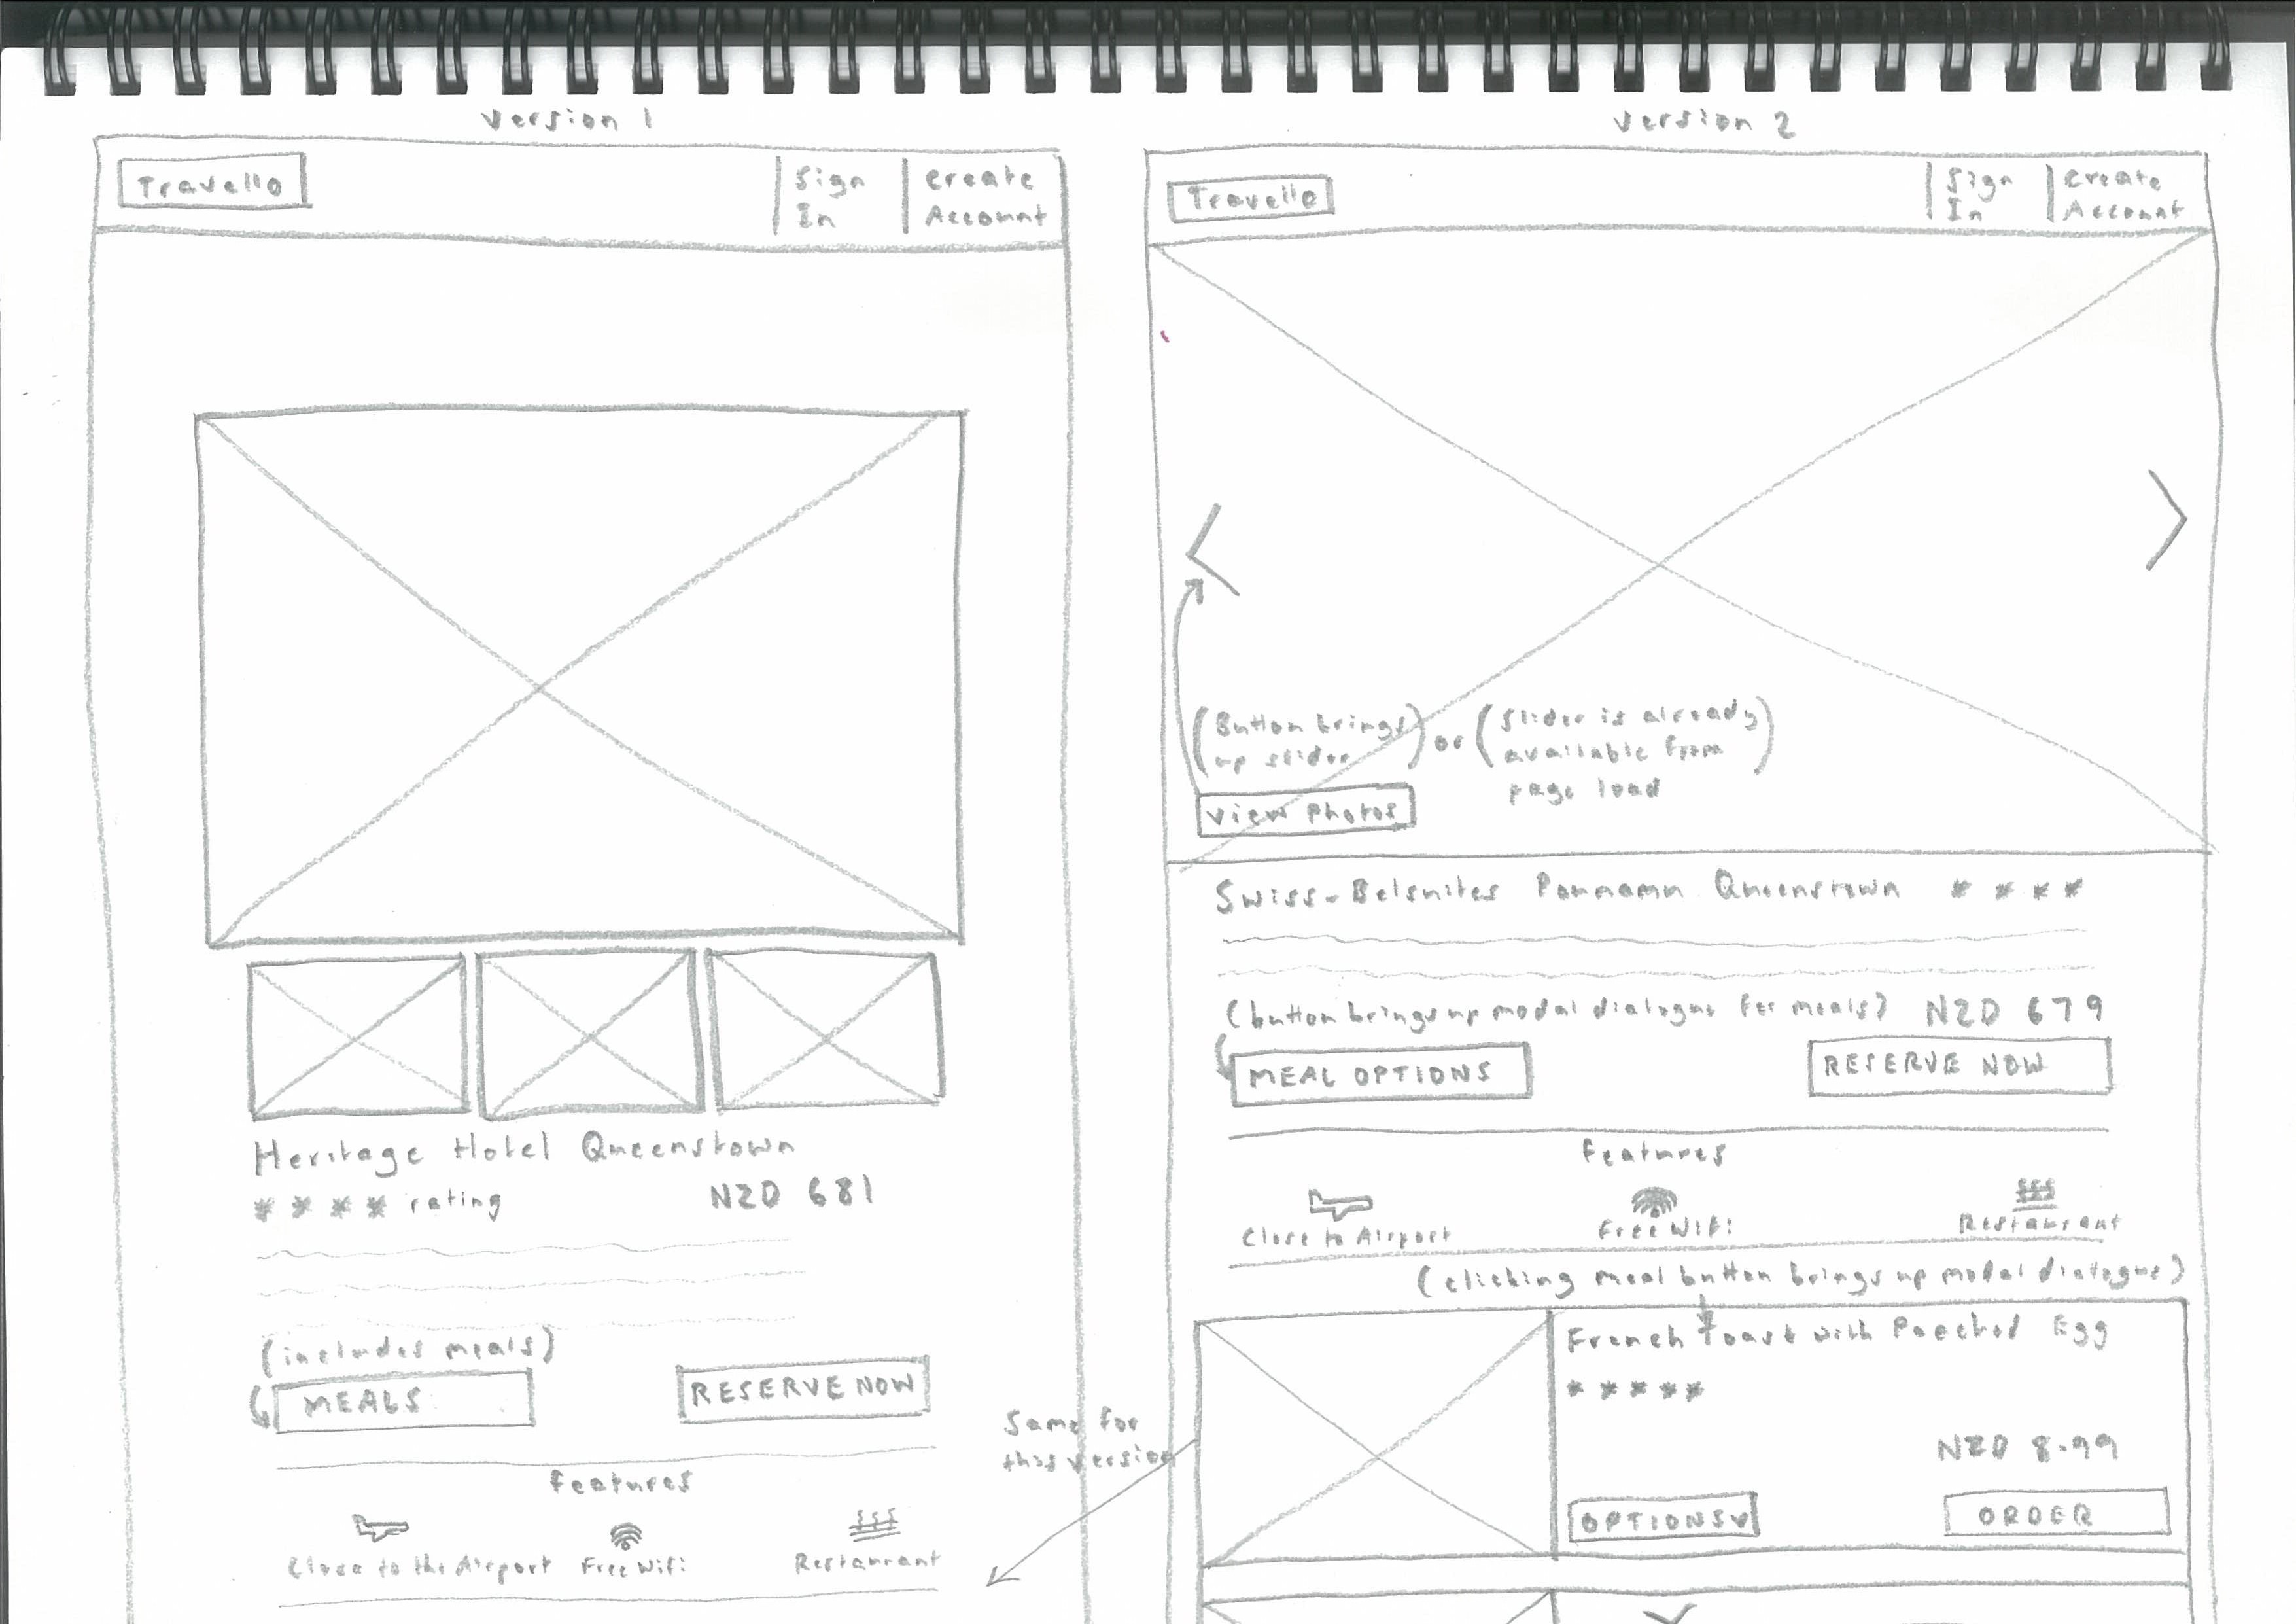 Version 1
Travello
Sign
In
Create
Account
Heritage Hotel Queenstown
* * * * rating
NZD 681
(includes meals)
MEALS
RESERVE NOW
Features
Close to the Airport
Free Wifi
Restaurant
Version 2
Travello
Sign
In
Create
Account
(Button brings
up slider)
or
(Slider is already
available from
page load)
View Photos
Swiss-Belsuites Pounamu Queenstown * * * *
(button brings up modal dialogue for meals)
NZD 679
MEAL OPTIONS
RESERVE NOW
Features
Close to Airport
Free Wifi
Restaurant
(clicking meal button brings up modal dialogue)
Same for
this version
French Toast with Poached Egg
* * * * *
NZD 8.99
OPTIONS
ORDER